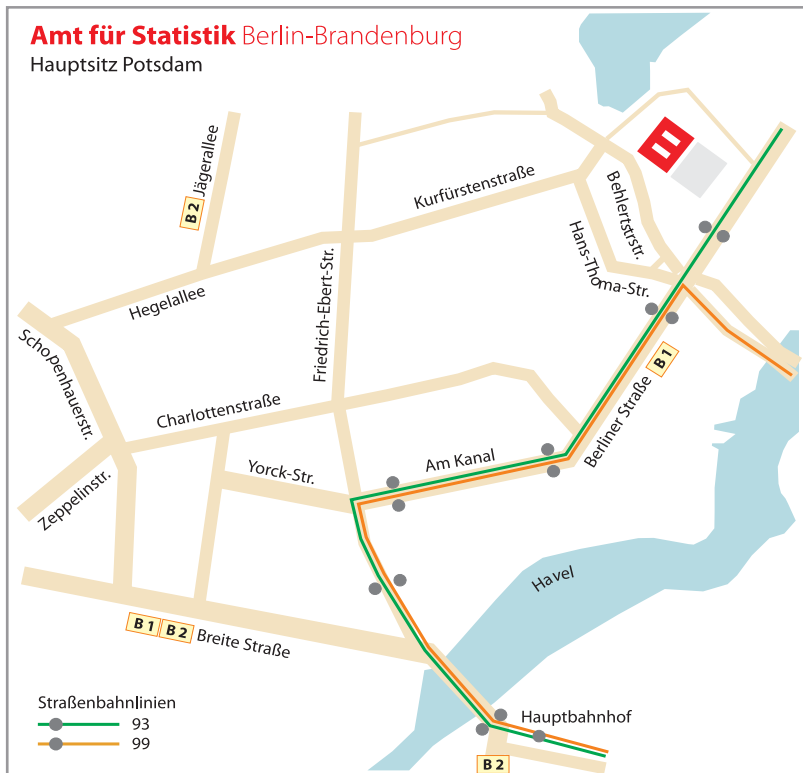 Amt für Statistik Berlin-Brandenburg
Hauptsitz Potsdam
B 2 Jägerallee
Kurfürstenstraße
Behlertstrstr.
Hans-Thoma-Str.
Hegelallee
Friedrich-Ebert-Str.
Schopenhauerstr.
Charlottenstraße
Berliner Straße B 1
Am Kanal
Yorck-Str.
Zeppelinstr.
Havel
B 1 B 2 Breite Straße
Straßenbahnlinien
93
99
Hauptbahnhof
B 2